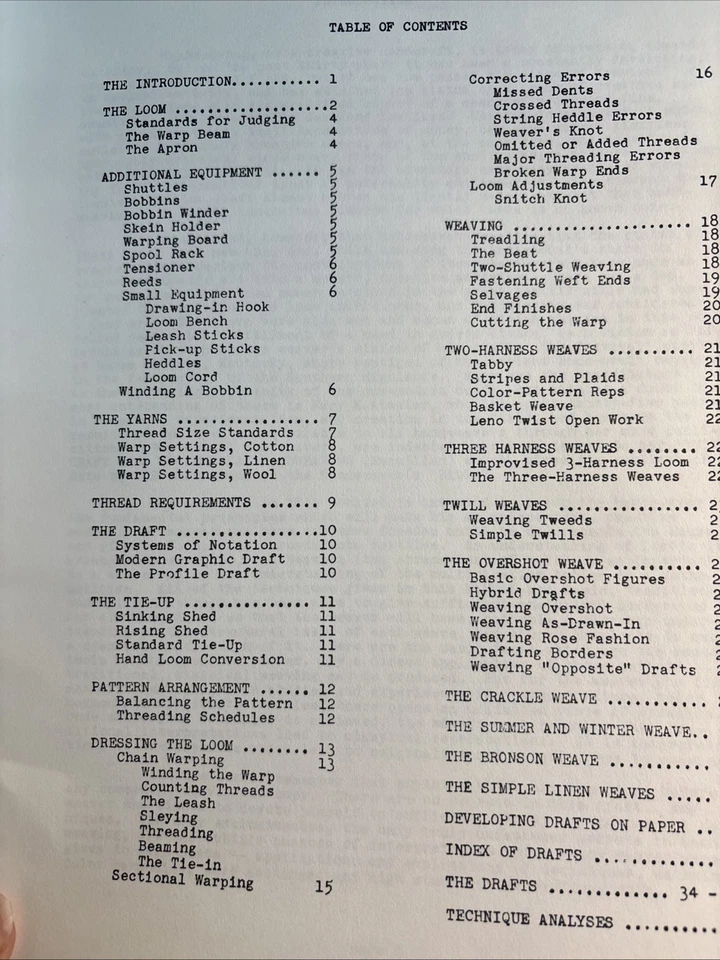 TABLE OF CONTENTS
THE INTRODUCTION........... 1
THE LOOM ...................2
Standards for Judging 4
The Warp Beam 4
The Apron 4
ADDITIONAL EQUIPMENT ...... 5
Shuttles 5
Bobbins 5
Bobbin Winder 5
Skein Holder 5
Warping Board 5
Spool Rack 5
Tensioner 6
Reeds 6
Small Equipment 6
Drawing-in Hook
Loom Bench
Leash Sticks
Pick-up Sticks
Heddles
Loom Cord
Winding A Bobbin 6
THE YARNS ................. 7
Thread Size Standards 7
Warp Settings, Cotton 8
Warp Settings, Linen 8
Warp Settings, Wool 8
THREAD REQUIREMENTS ....... 9
THE DRAFT .................10
Systems of Notation 10
Modern Graphic Draft 10
The Profile Draft 10
THE TIE-UP ............... 11
Sinking Shed 11
Rising Shed 11
Standard Tie-Up 11
Hand Loom Conversion 11
PATTERN ARRANGEMENT ...... 12
Balancing the Pattern 12
Threading Schedules 12
DRESSING THE LOOM ........ 13
Chain Warping 13
Winding the Warp
Counting Threads
The Leash
Sleying
Threading
Beaming
The Tie-in
Sectional Warping 15
Correcting Errors 16
Missed Dents
Crossed Threads
String Heddle Errors
Weaver's Knot
Omitted or Added Threads
Major Threading Errors
Broken Warp Ends
Loom Adjustments 17
Snitch Knot
WEAVING ..................... 18
Treadling 18
The Beat 18
Two-Shuttle Weaving 18
Fastening Weft Ends 19
Selvages 19
End Finishes 20
Cutting the Warp 20
TWO-HARNESS WEAVES .......... 21
Tabby 21
Stripes and Plaids 21
Color-Pattern Reps 21
Basket Weave 21
Leno Twist Open Work 22
THREE HARNESS WEAVES ........ 22
Improvised 3-Harness Loom 22
The Three-Harness Weaves 22
TWILL WEAVES ................ 2
Weaving Tweeds 2
Simple Twills 2
THE OVERSHOT WEAVE .......... 2
Basic Overshot Figures 2
Hybrid Drafts 2
Weaving Overshot 2
Weaving As-Drawn-In 2
Weaving Rose Fashion 2
Drafting Borders 2
Weaving "Opposite" Drafts 2
THE CRACKLE WEAVE ...........
THE SUMMER AND WINTER WEAVE..
THE BRONSON WEAVE ...........
THE SIMPLE LINEN WEAVES .....
DEVELOPING DRAFTS ON PAPER ..
INDEX OF DRAFTS .............
THE DRAFTS ............. 34 -
TECHNIQUE ANALYSES ..........